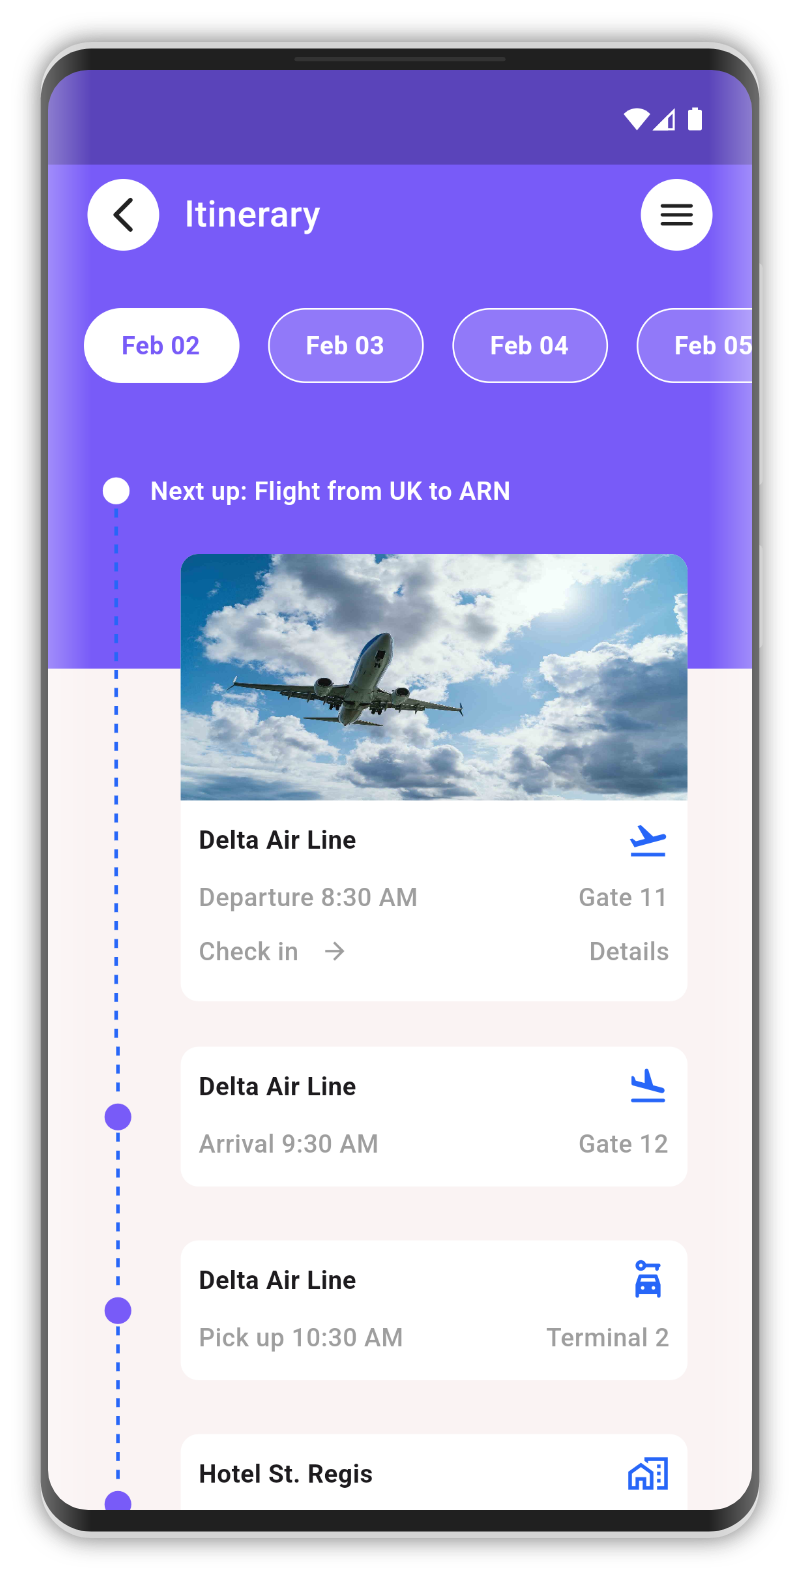 Itinerary
Feb 02 Feb 03 Feb 04 Feb 05
Next up: Flight from UK to ARN
Delta Air Line
Departure 8:30 AM Gate 11
Check in → Details
Delta Air Line
Arrival 9:30 AM Gate 12
Delta Air Line
Pick up 10:30 AM Terminal 2
Hotel St. Regis